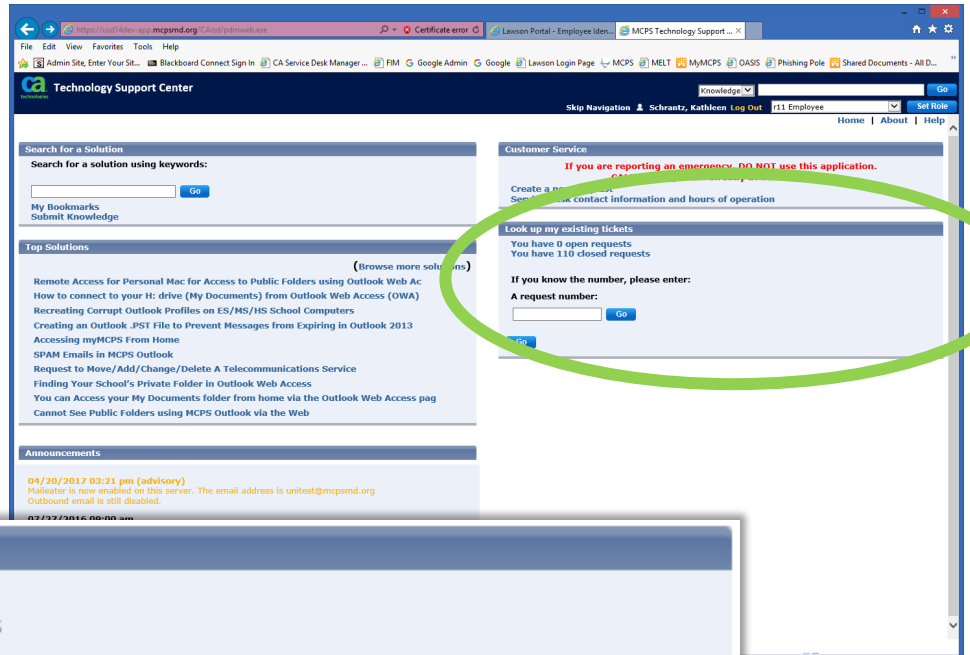 https://usd14dev-app.mcpsmd.org/CAisd/pdmweb.exe
Certificate error
Lawson Portal - Employee Iden...
MCPS Technology Support ...
File Edit View Favorites Tools Help
Admin Site, Enter Your Sit... Blackboard Connect Sign In CA Service Desk Manager ... FIM Google Admin Google Lawson Login Page MCPS MELT MyMCPS OASIS Phishing Pole Shared Documents - All D...
ca technologies
Technology Support Center
Knowledge Go
Skip Navigation Schrantz, Kathleen Log Out r11 Employee Set Role
Home | About | Help
Search for a Solution
Search for a solution using keywords:
Go
My Bookmarks
Submit Knowledge
Top Solutions
(Browse more solutions)
Remote Access for Personal Mac for Access to Public Folders using Outlook Web Ac
How to connect to your H: drive (My Documents) from Outlook Web Access (OWA)
Recreating Corrupt Outlook Profiles on ES/MS/HS School Computers
Creating an Outlook .PST File to Prevent Messages from Expiring in Outlook 2013
Accessing myMCPS From Home
SPAM Emails in MCPS Outlook
Request to Move/Add/Change/Delete A Telecommunications Service
Finding Your School's Private Folder in Outlook Web Access
You can Access your My Documents folder from home via the Outlook Web Access pag
Cannot See Public Folders using MCPS Outlook via the Web
Announcements
04/20/2017 03:21 pm (advisory)
Maileater is now enabled on this server. The email address is unitest@mcpsmd.org
Outbound email is still disabled.
07/27/2016 09:00 am
Customer Service
If you are reporting an emergency, DO NOT use this application.
Create a
contact information and hours of operation
Look up my existing tickets
You have 0 open requests
You have 110 closed requests
If you know the number, please enter:
A request number:
Go
Go